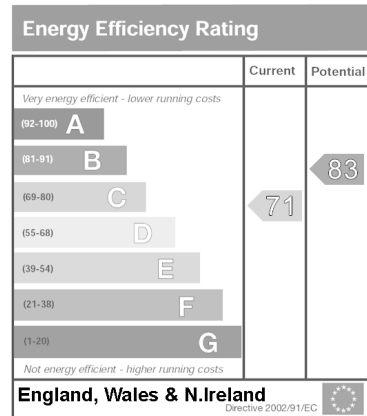 Energy Efficiency Rating
Current Potential
Very energy efficient - lower running costs
(92-100) A
(81-91) B
83
(69-80) C
71
(55-68) D
(39-54) E
(21-38) F
(1-20) G
Not energy efficient - higher running costs
England, Wales & N.Ireland
Directive 2002/91/EC